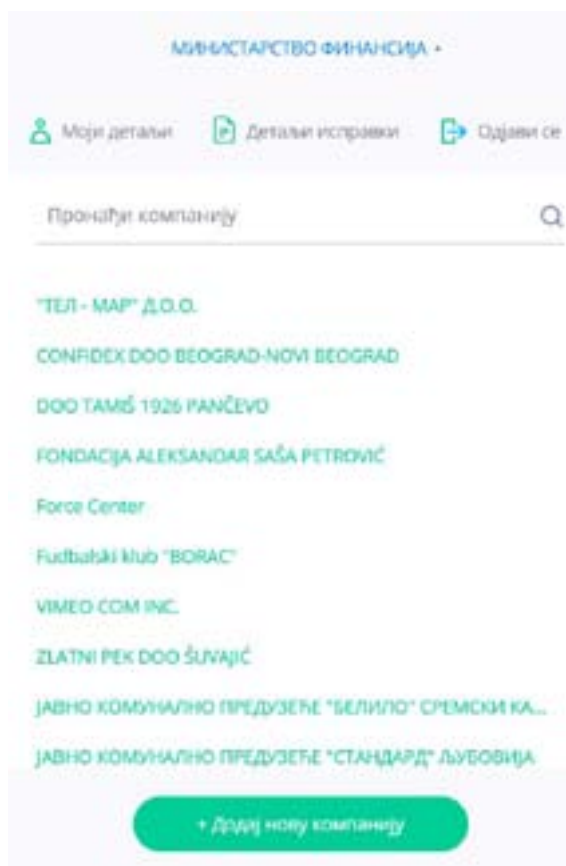 МИНИСТАРСТВО ФИНАНСИЈА
Моји детаљи Детаљи исправки Одјави се
Пронађи компанију
"ТЕЛ - МАР" Д.О.О.
CONFIDEX DOO BEOGRAD-NOVI BEOGRAD
DOO TAMIŠ 1926 PANČEVO
FONDACIJA ALEKSANDAR SAŠA PETROVIĆ
Force Center
Fudbalski klub "BORAC"
VIMEO COM INC.
ZLATNI PEK DOO ŠUVAJIĆ
ЈАВНО КОМУНАЛНО ПРЕДУЗЕЋЕ "БЕЛИЛО" СРЕМСКИ КА...
ЈАВНО КОМУНАЛНО ПРЕДУЗЕЋЕ "СТАНДАРД" ЉУБОВИЈА
+ Додај нову компанију